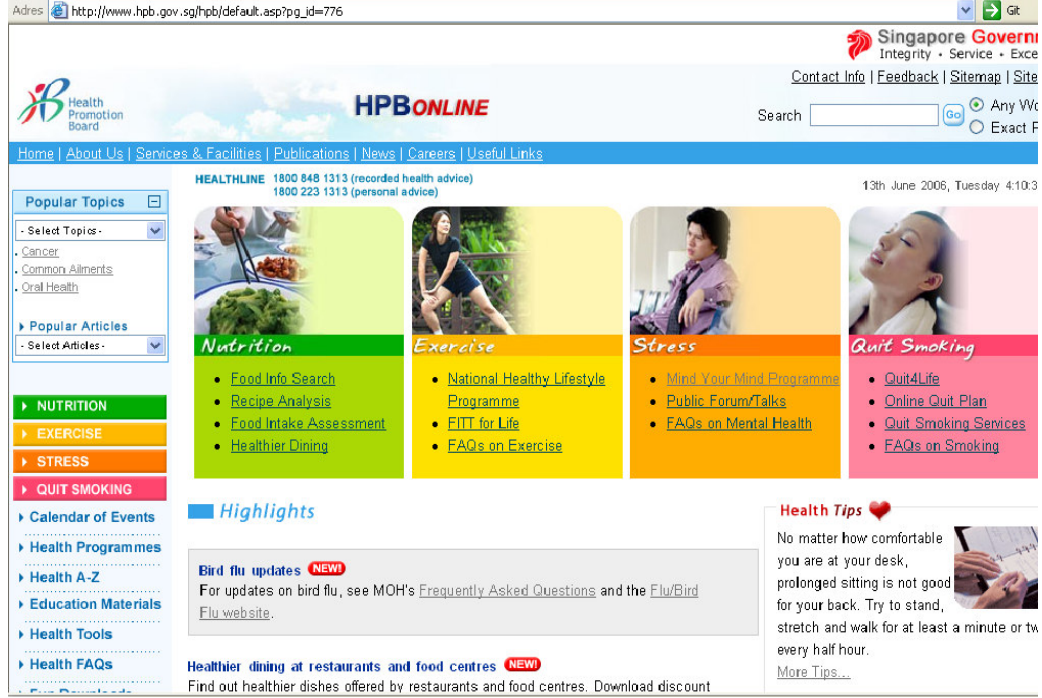 Adres http://www.hpb.gov.sg/hpb/default.asp?pg_id=776 Git
Singapore
Integrity · Service ·
Contact Info | Feedback | Sitemap |
Health
Promotion
Board
HPBONLINE
Search Go Any
Exact
Home | About Us | Services & Facilities | Publications | News | Careers | Useful Links
HEALTHLINE 1800 848 1313 (recorded health advice)
1800 223 1313 (personal advice)
13th June 2006, Tuesday
Popular Topics
- Select Topics -
Cancer
Common Ailments
Oral Health
Popular Articles
- Select Articles -
NUTRITION
EXERCISE
STRESS
QUIT SMOKING
Calendar of Events
Health Programmes
Health A-Z
Education Materials
Health Tools
Health FAQs
Nutrition
Food Info Search
Recipe Analysis
Food Intake Assessment
Healthier Dining
Exercise
National Healthy Lifestyle
Programme
FITT for Life
FAQs on Exercise
Stress
Mind Your Mind Programme
Public Forum/Talks
FAQs on Mental Health
Quit Smoking
Quit4Life
Online Quit Plan
Quit Smoking Services
FAQs on Smoking
Highlights
Bird flu updates NEW!
For updates on bird flu, see MOH's Frequently Asked Questions and the Flu/Bird
Flu website.
Healthier dining at restaurants and food centres NEW!
Find out healthier dishes offered by restaurants and food centres. Download discount
Health Tips
No matter how comfortable
you are at your desk,
prolonged sitting is not good
for your back. Try to stand,
stretch and walk for at least a minute or
every half hour.
More Tips...